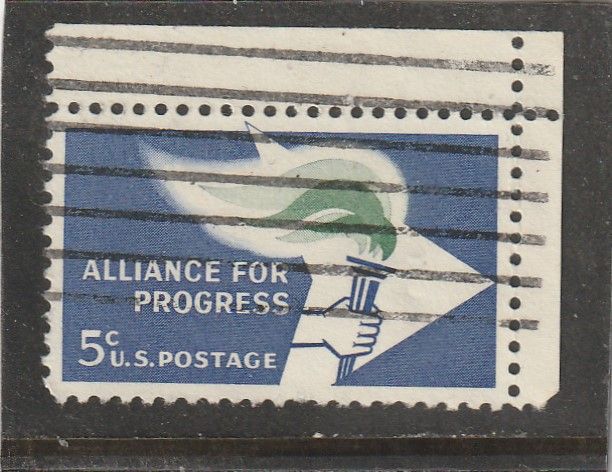 ALLIANCE FOR
PROGRESS
5c
U.S. POSTAGE